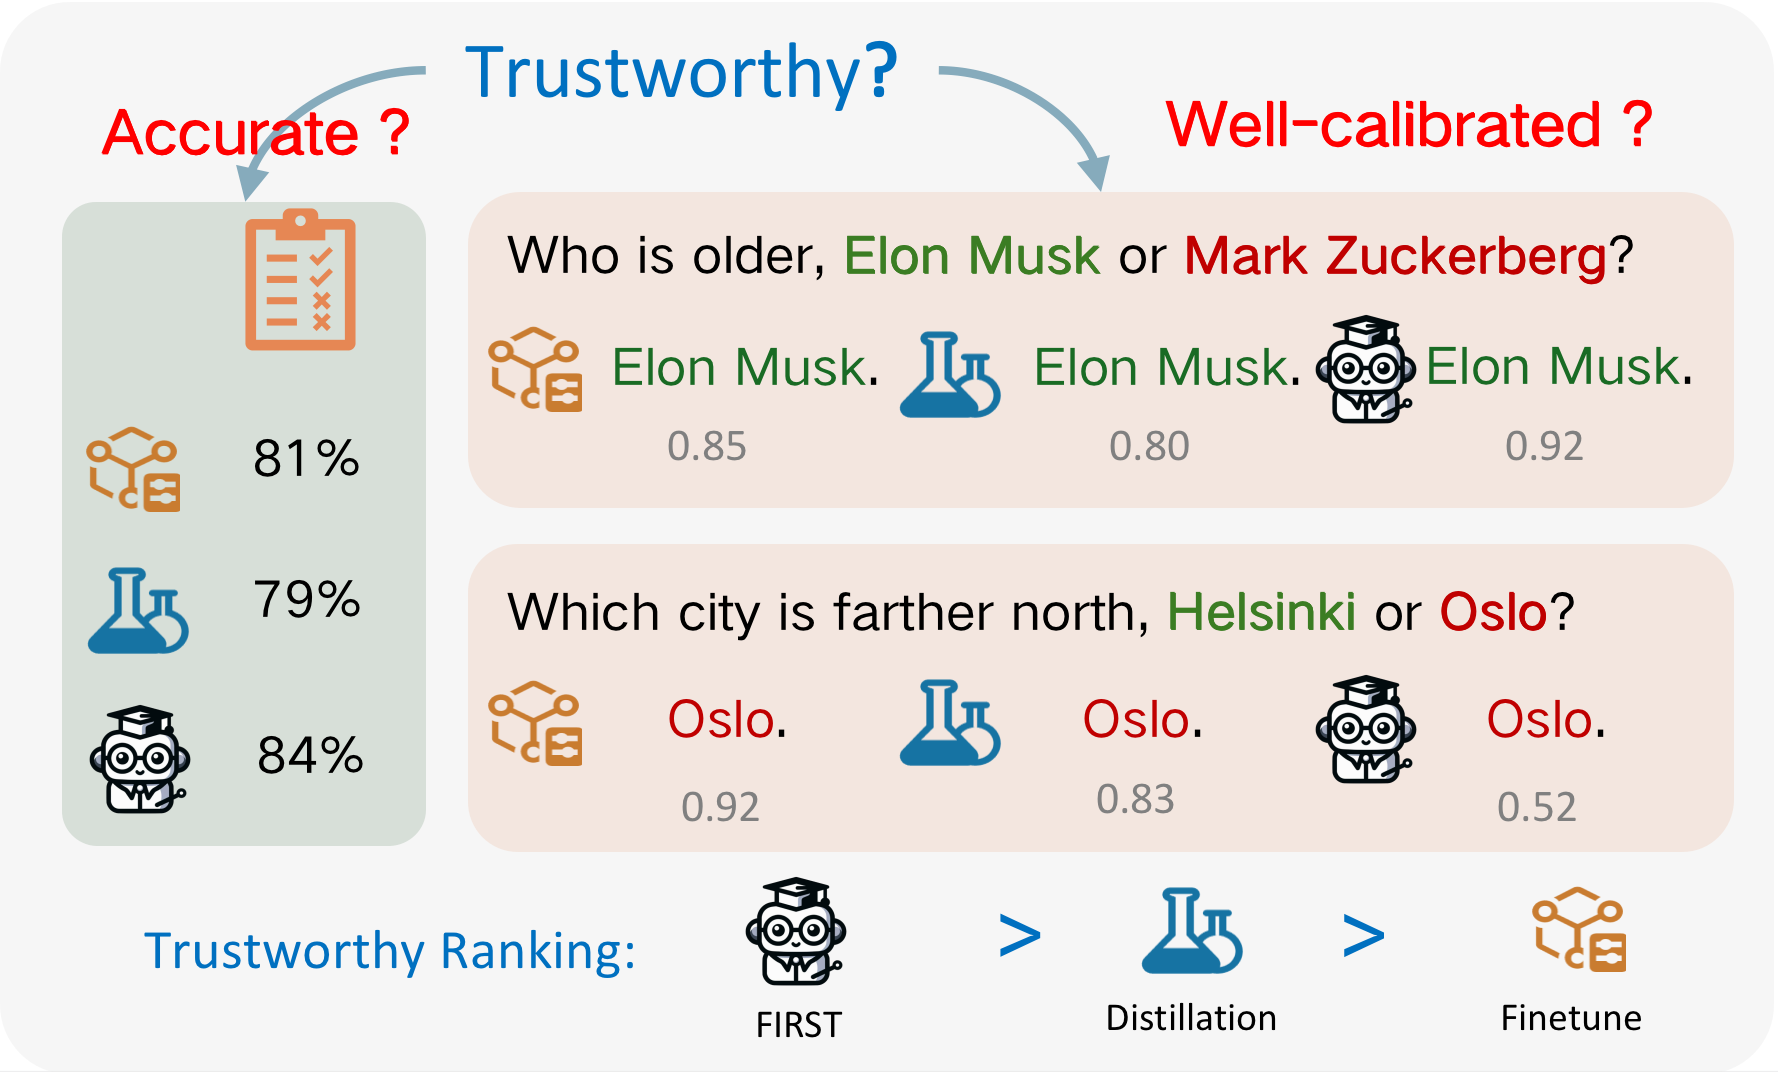 Trustworthy?
Accurate ?
Well-calibrated ?
81%
79%
84%
Who is older, Elon Musk or Mark Zuckerberg?
Elon Musk. Elon Musk. Elon Musk.
0.85 0.80 0.92
Which city is farther north, Helsinki or Oslo?
Oslo. Oslo. Oslo.
0.92 0.83 0.52
Trustworthy Ranking: > >
FIRST Distillation Finetune